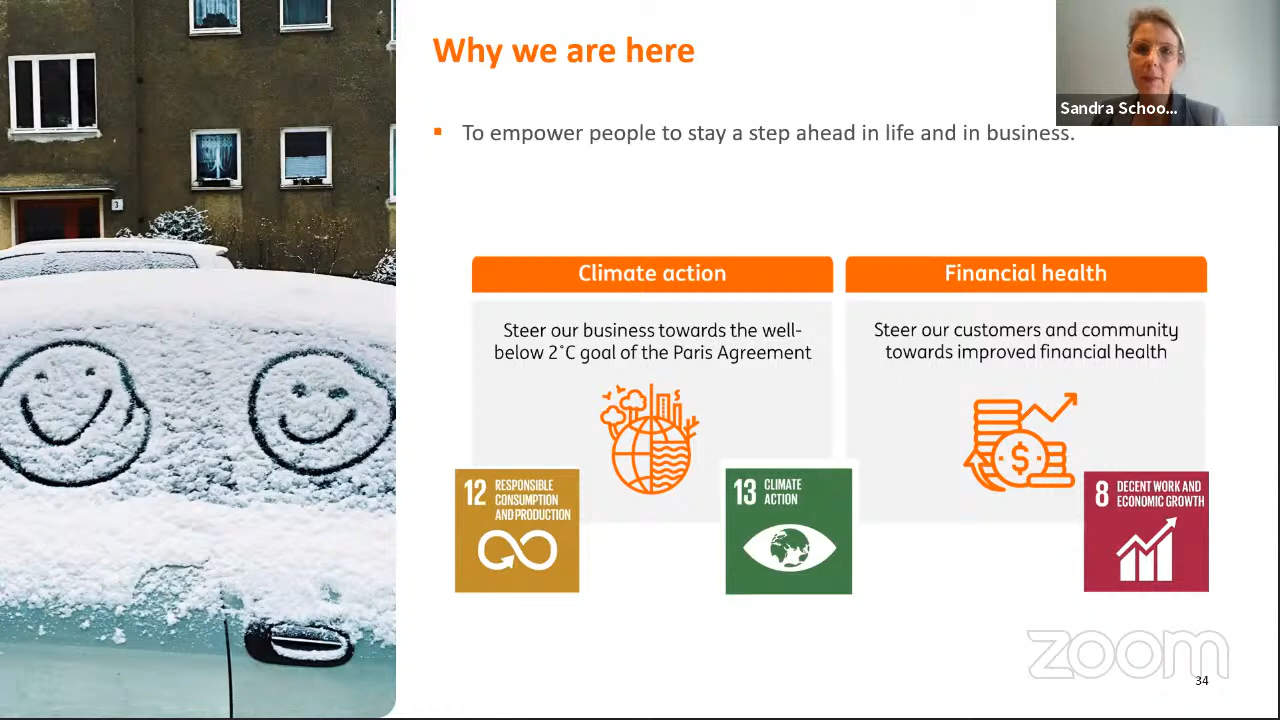 Why we are here
Sandra Schoo...
▪ To empower people to stay a step ahead in life and in business.
3
Climate action
Steer our business towards the well-
below 2°C goal of the Paris Agreement
Financial health
Steer our customers and community
towards improved financial health
$
12 RESPONSIBLE
CONSUMPTION
AND PRODUCTION
13 CLIMATE
ACTION
8 DECENT WORK AND
ECONOMIC GROWTH
zoom
34